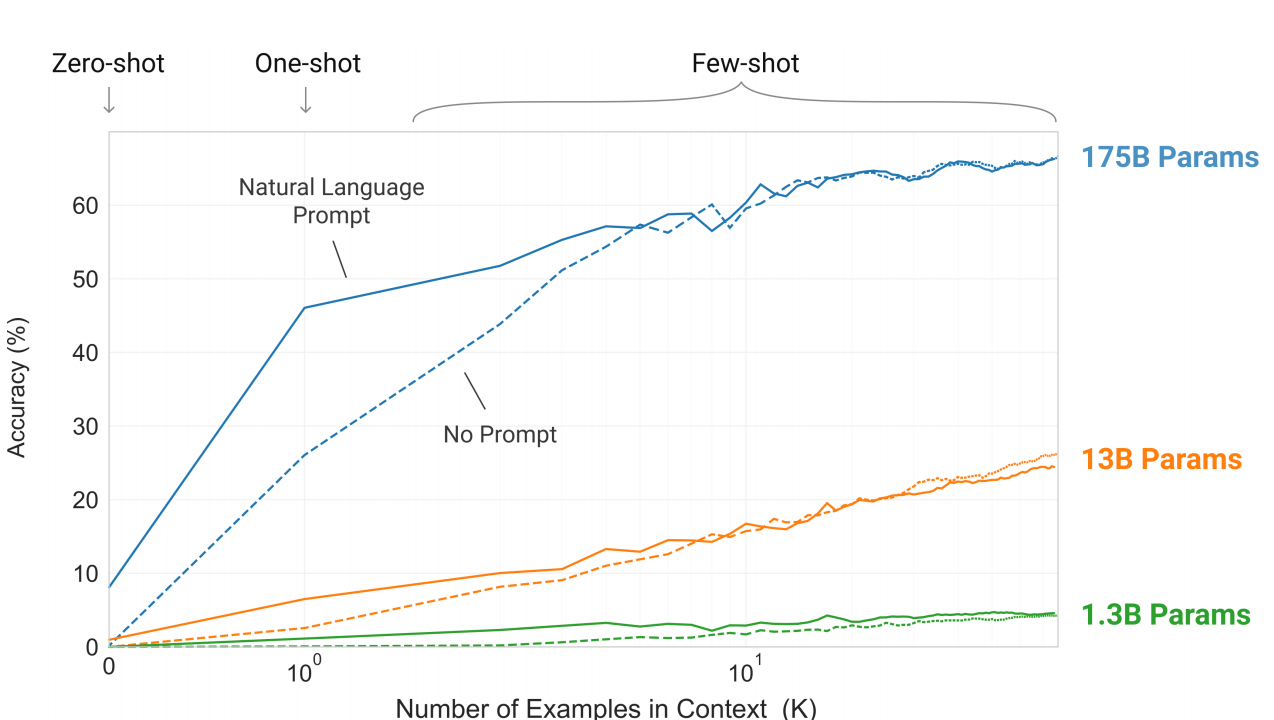 Zero-shot
One-shot
Few-shot
175B Params
Natural Language
Prompt
60
50
40
No Prompt
30
13B Params
20
10
1.3B Params
0
0
10^0
10^1
Accuracy (%)
Number of Examples in Context (K)